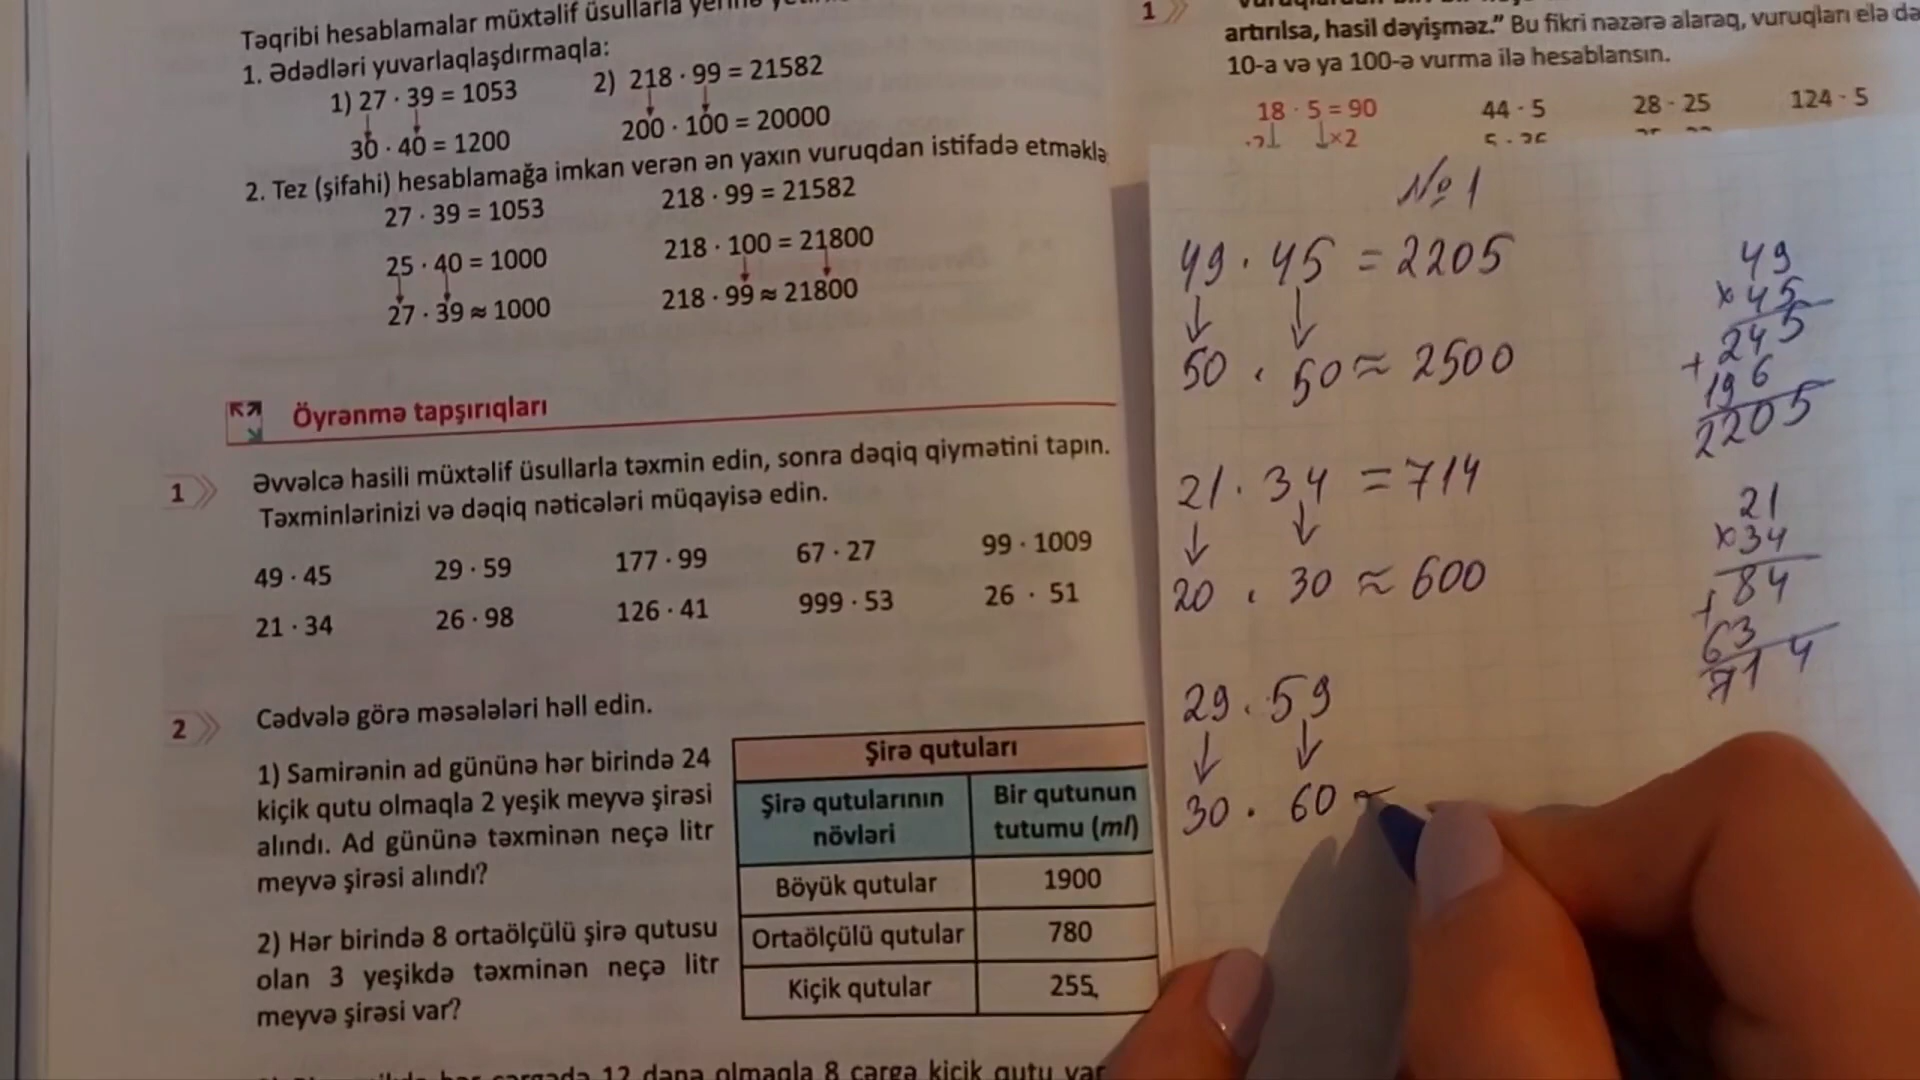 Təqribi hesablamalar müxtəlif üsullarla
1. Ədədləri yuvarlaqlaşdırmaqla:
1) 27 · 39 = 1053
2) 218 · 99 = 21582
30 · 40 = 1200
200 · 100 = 20000
2. Tez (şifahi) hesablamağa imkan verən ən yaxın vuruqdan istifadə etməklə
27 · 39 = 1053
218 · 99 = 21582
25 · 40 = 1000
218 · 100 = 21800
27 · 39 ≈ 1000
218 · 99 ≈ 21800
Öyrənmə tapşırıqları
1
Əvvəlcə hasili müxtəlif üsullarla təxmin edin, sonra dəqiq qiymətini tapın.
Təxminlərinizi və dəqiq nəticələri müqayisə edin.
49 · 45 29 · 59 177 · 99 67 · 27 99 · 1009
21 · 34 26 · 98 126 · 41 999 · 53 26 · 51
2
Cədvələ görə məsələləri həll edin.
1) Samirənin ad gününə hər birində 24
kiçik qutu olmaqla 2 yeşik meyvə şirəsi
alındı. Ad gününə təxminən neçə litr
meyvə şirəsi alındı?
2) Hər birində 8 ortaölçülü şirə qutusu
olan 3 yeşikdə təxminən neçə litr
meyvə şirəsi var?
Şirə qutuları
Şirə qutularının növləri
Bir qutunun tutumu (ml)
Böyük qutular 1900
Ortaölçülü qutular 780
Kiçik qutular 255
12 dənə olmaqla 8 cərgə kiçik qutu var
1
artırılsa, hasil dəyişməz.” Bu fikri nəzərə alaraq, vuruqları elə
10-a və ya 100-ə vurma ilə hesablansın.
18 · 5 = 90 44 · 5 28 · 25 124 · 5
×2
№1
49 · 45 = 2205
50 · 50 ≈ 2500
21 · 34 = 714
20 · 30 ≈ 600
29 · 59
30 · 60 ≈
49
× 45
245
+
196
2205
21
× 34
84
+
63
714